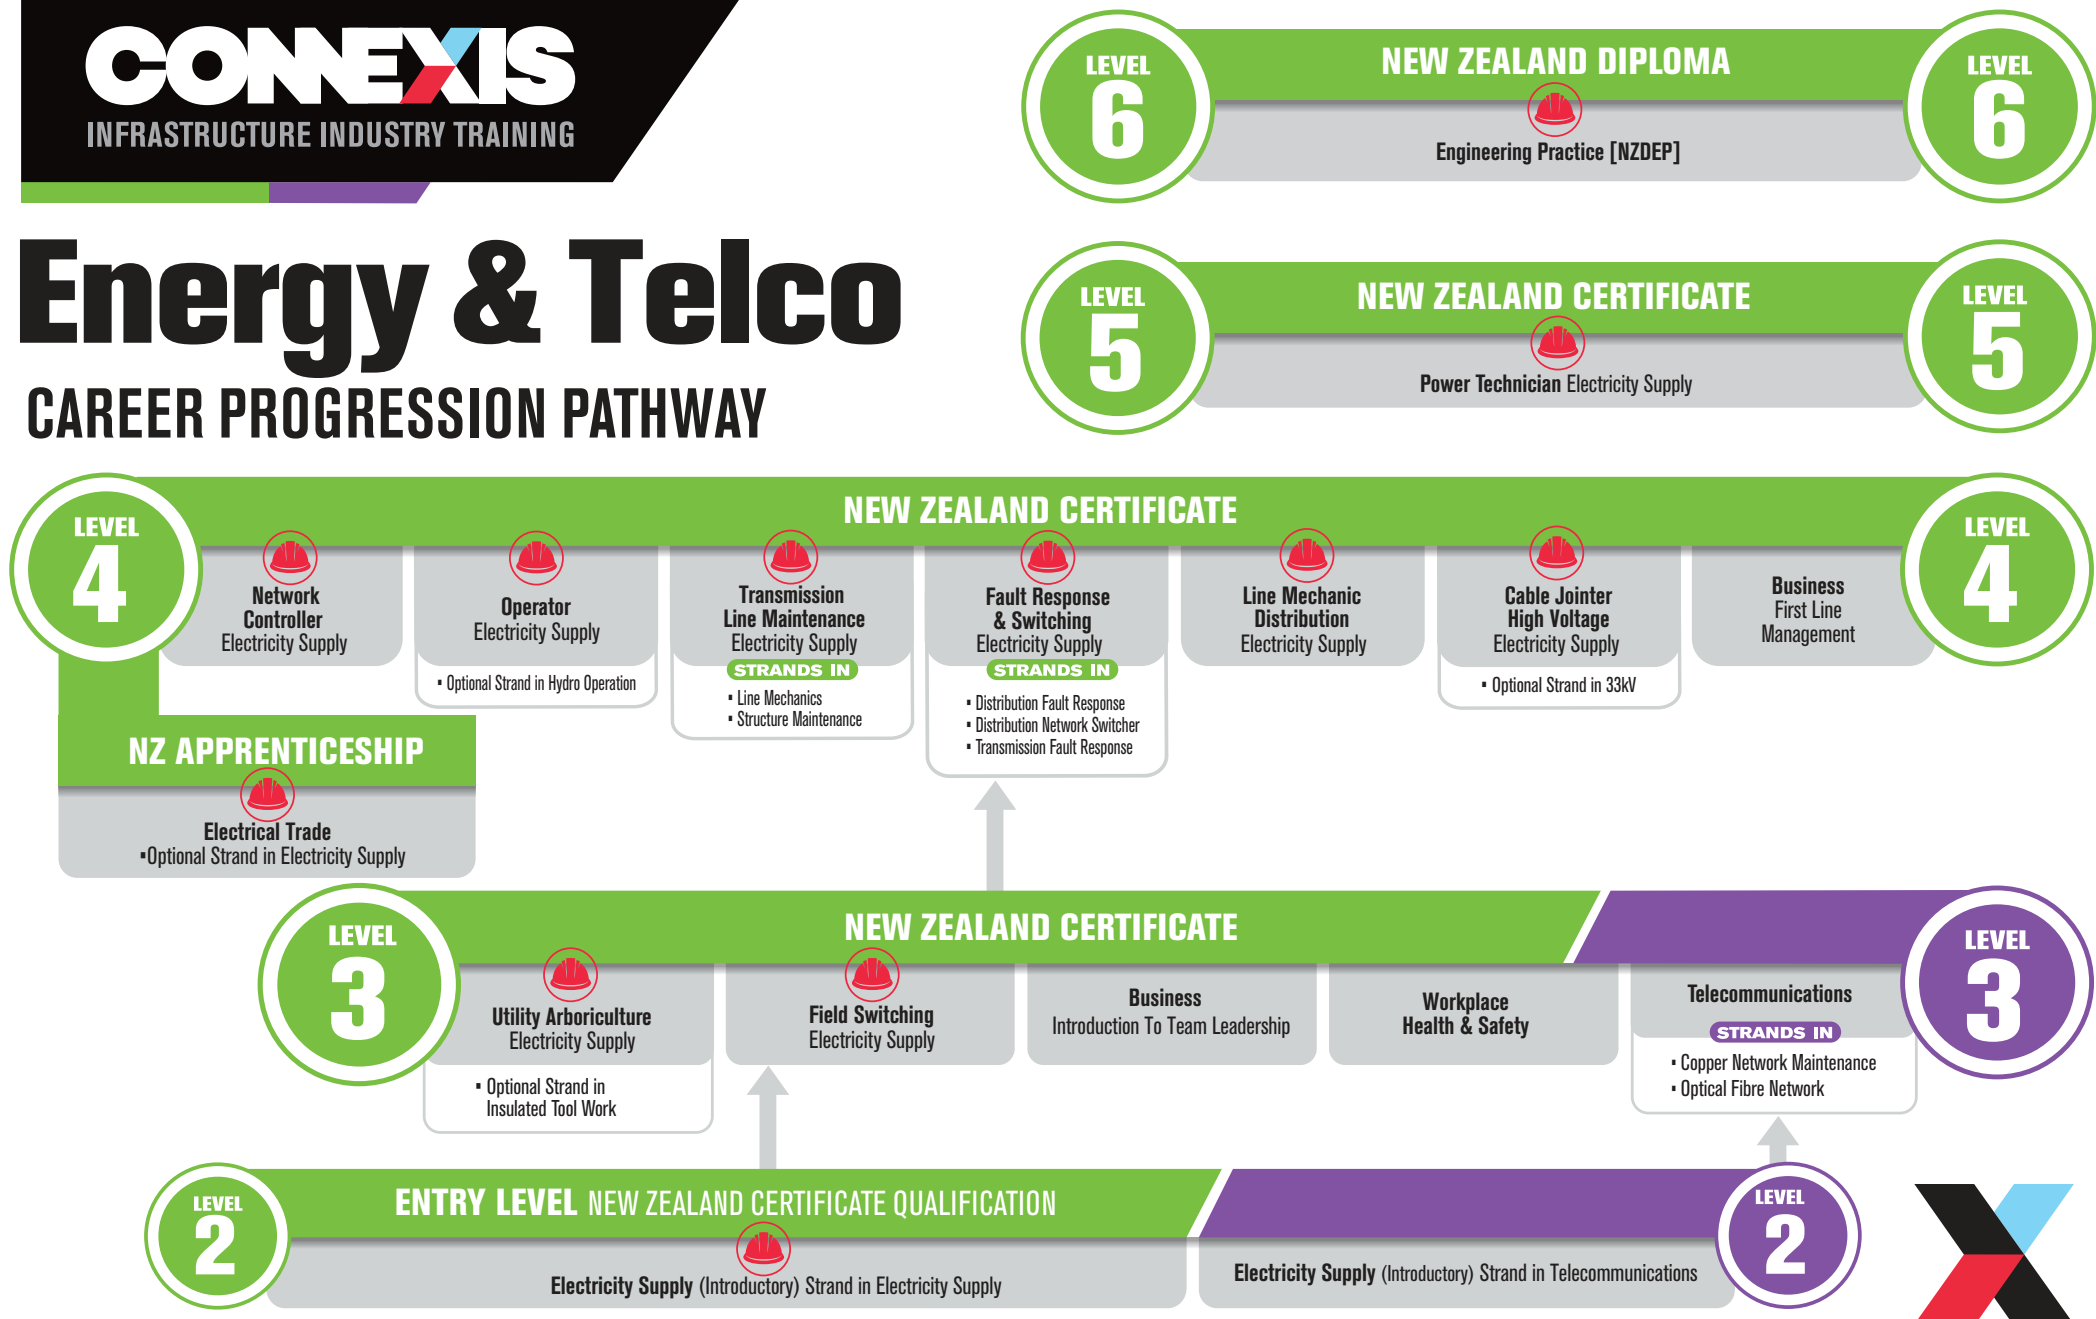 CONNEXIS
INFRASTRUCTURE INDUSTRY TRAINING
Energy & Telco
CAREER PROGRESSION PATHWAY
LEVEL
6
NEW ZEALAND DIPLOMA
Engineering Practice [NZDEP]
LEVEL
6
LEVEL
5
NEW ZEALAND CERTIFICATE
Power Technician Electricity Supply
LEVEL
5
LEVEL
4
NEW ZEALAND CERTIFICATE
Network
Controller
Electricity Supply
Operator
Electricity Supply
▪ Optional Strand in Hydro Operation
Transmission
Line Maintenance
Electricity Supply
STRANDS IN
▪ Line Mechanics
▪ Structure Maintenance
Fault Response
& Switching
Electricity Supply
STRANDS IN
▪ Distribution Fault Response
▪ Distribution Network Switcher
▪ Transmission Fault Response
Line Mechanic
Distribution
Electricity Supply
Cable Jointer
High Voltage
Electricity Supply
▪ Optional Strand in 33kV
Business
First Line
Management
LEVEL
4
NZ APPRENTICESHIP
Electrical Trade
▪Optional Strand in Electricity Supply
LEVEL
3
NEW ZEALAND CERTIFICATE
Utility Arboriculture
Electricity Supply
▪ Optional Strand in
Insulated Tool Work
Field Switching
Electricity Supply
Business
Introduction To Team Leadership
Workplace
Health & Safety
Telecommunications
STRANDS IN
▪ Copper Network Maintenance
▪ Optical Fibre Network
LEVEL
3
LEVEL
2
ENTRY LEVEL NEW ZEALAND CERTIFICATE QUALIFICATION
Electricity Supply (Introductory) Strand in Electricity Supply
Electricity Supply (Introductory) Strand in Telecommunications
LEVEL
2